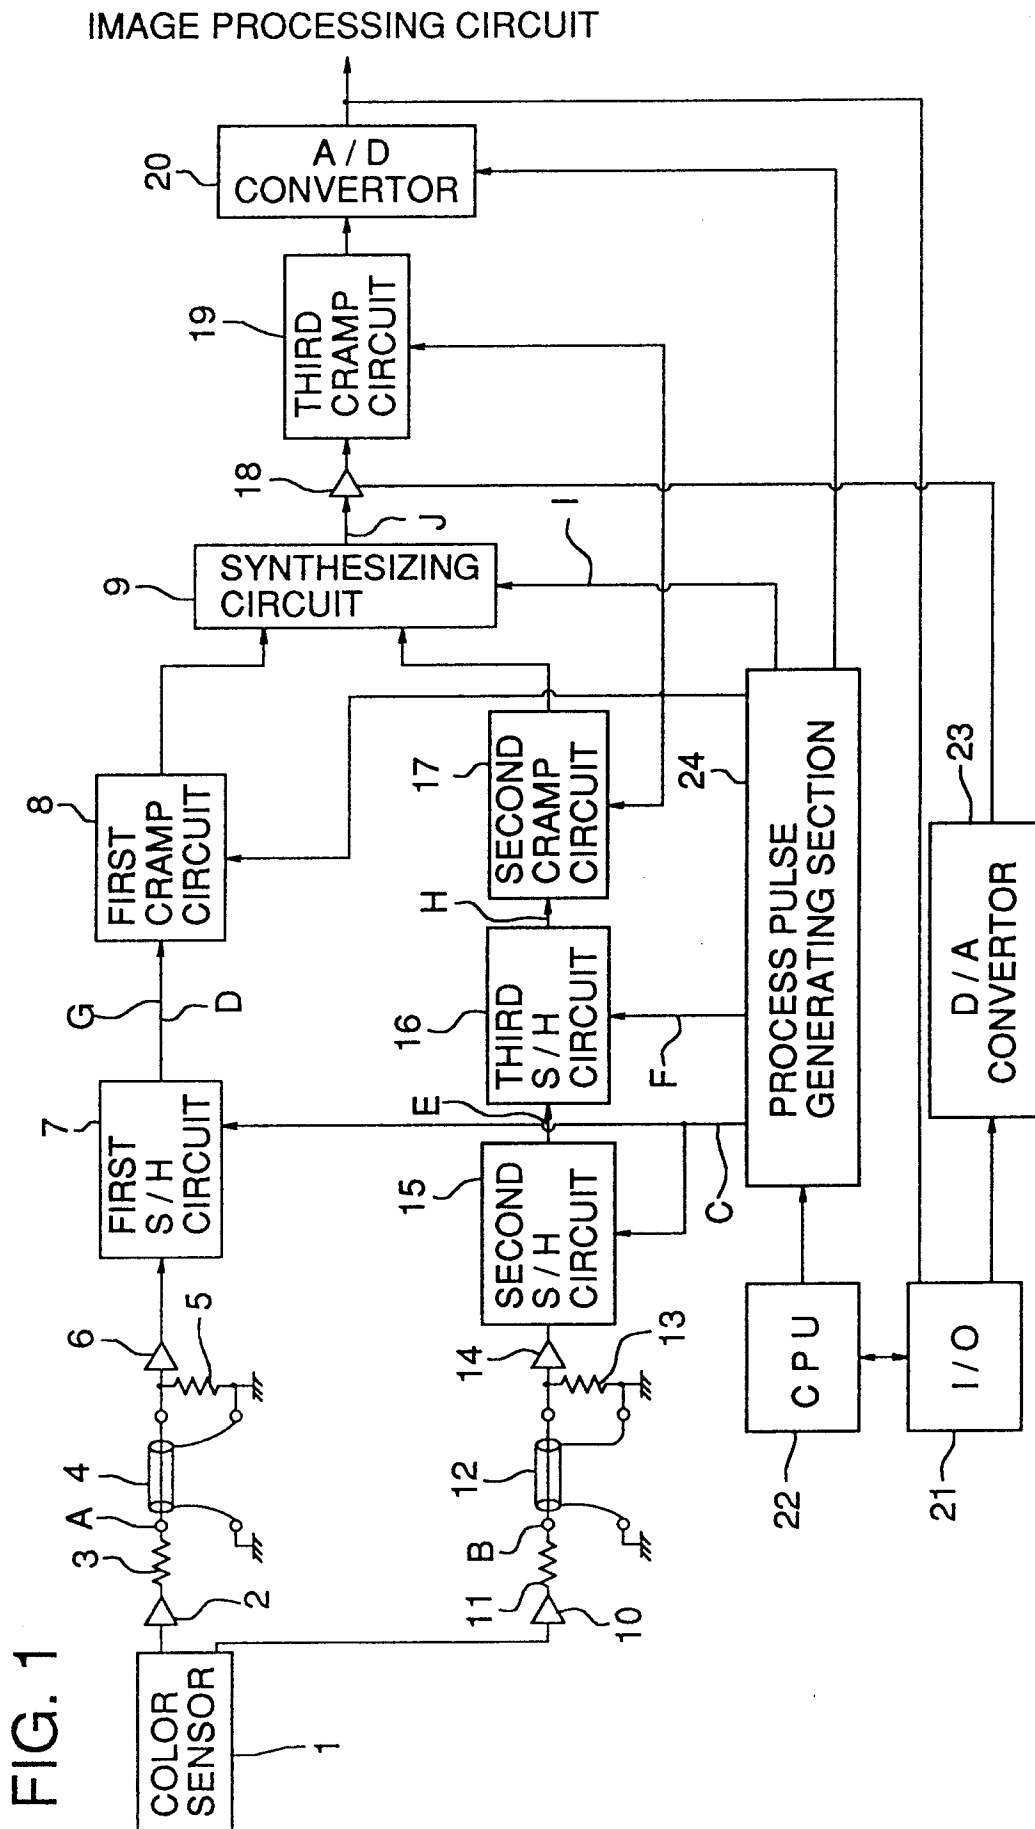 FIG. 1
IMAGE PROCESSING CIRCUIT
COLOR
SENSOR
1
2
3
A
4
5
6
FIRST
S / H
CIRCUIT
7
G
D
FIRST
CRAMP
CIRCUIT
8
SYNTHESIZING
CIRCUIT
9
J
18
THIRD
CRAMP
CIRCUIT
19
A / D
CONVERTOR
20
10
11
B
12
13
14
SECOND
S / H
CIRCUIT
15
E
THIRD
S / H
CIRCUIT
16
H
SECOND
CRAMP
CIRCUIT
17
I
C
F
PROCESS PULSE
GENERATING SECTION
24
C P U
22
I / O
21
D / A
CONVERTOR
23